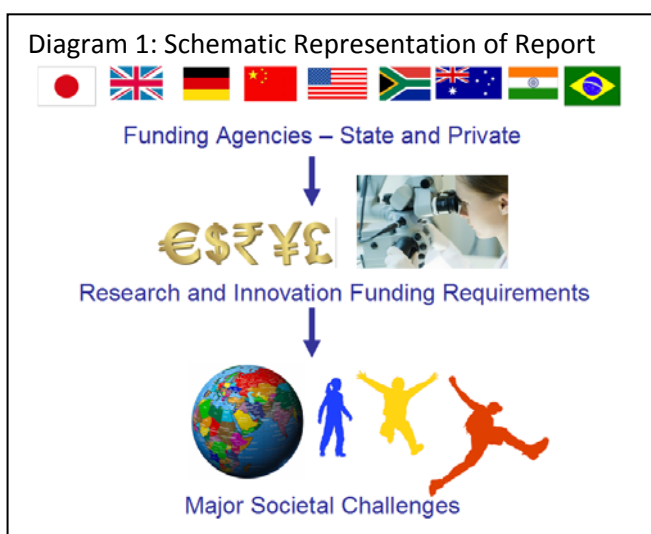 Diagram 1: Schematic Representation of Report
Funding Agencies – State and Private
€$₹¥£
Research and Innovation Funding Requirements
Major Societal Challenges